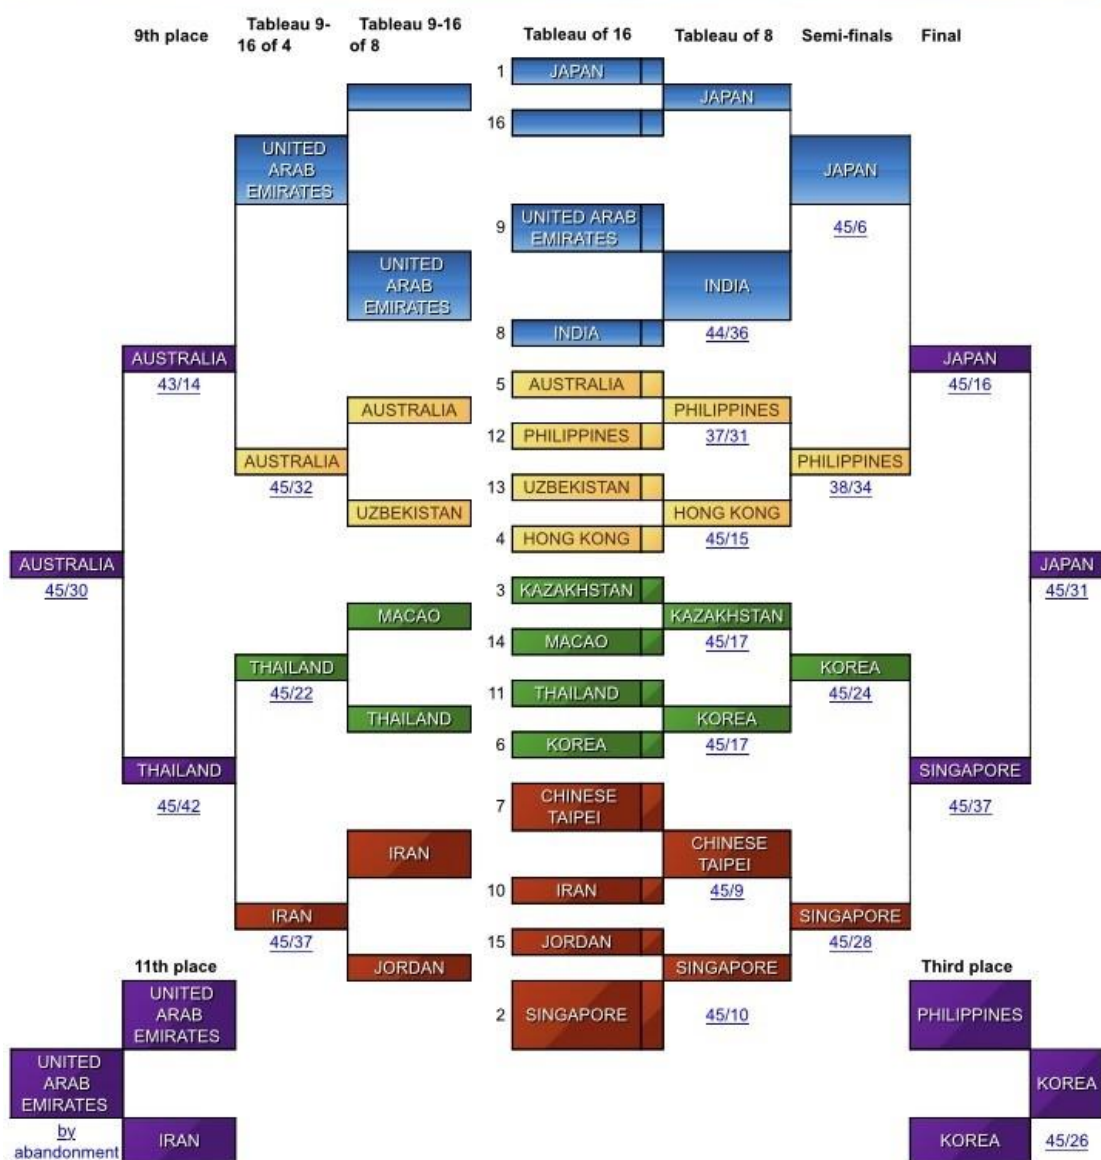 9th place
Tableau 9-
16 of 4
Tableau 9-16
of 8
Tableau of 16
Tableau of 8
Semi-finals
Final
1
JAPAN
JAPAN
16
UNITED
ARAB
EMIRATES
JAPAN
45/6
9
UNITED ARAB
EMIRATES
UNITED
ARAB
EMIRATES
INDIA
8
INDIA
44/36
AUSTRALIA
43/14
JAPAN
45/16
5
AUSTRALIA
AUSTRALIA
PHILIPPINES
37/31
12
PHILIPPINES
AUSTRALIA
45/32
PHILIPPINES
38/34
13
UZBEKISTAN
UZBEKISTAN
HONG KONG
45/15
4
HONG KONG
AUSTRALIA
45/30
JAPAN
45/31
3
KAZAKHSTAN
MACAO
KAZAKHSTAN
45/17
14
MACAO
THAILAND
45/22
KOREA
45/24
11
THAILAND
THAILAND
KOREA
45/17
6
KOREA
THAILAND
45/42
SINGAPORE
45/37
7
CHINESE
TAIPEI
IRAN
CHINESE
TAIPEI
45/9
10
IRAN
IRAN
45/37
SINGAPORE
45/28
15
JORDAN
JORDAN
SINGAPORE
45/10
2
SINGAPORE
11th place
UNITED
ARAB
EMIRATES
UNITED
ARAB
EMIRATES
by
abandonment
IRAN
Third place
PHILIPPINES
KOREA
45/26
KOREA